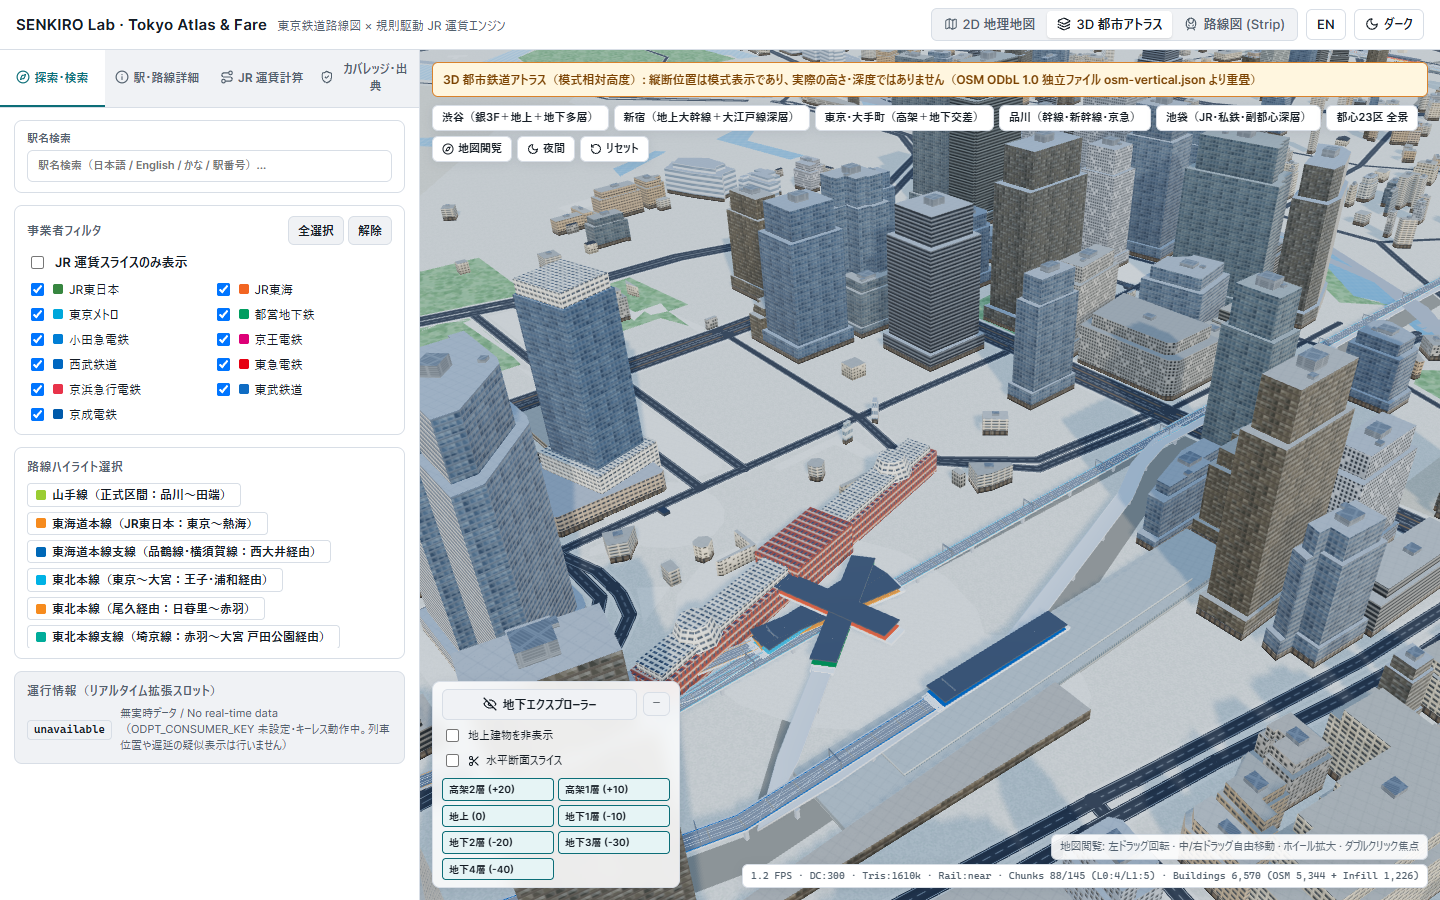 SENKIRO Lab · Tokyo Atlas & Fare 東京鉄道路線図 × 規則駆動 JR 運賃エンジン
2D 地理地図 3D 都市アトラス 路線図 (Strip) EN ダーク
探索・検索 駅・路線詳細 JR 運賃計算 カバレッジ・出典
駅名検索
駅名検索（日本語 / English / かな / 駅番号）...
事業者フィルタ 全選択 解除
JR 運賃スライスのみ表示
JR東日本 JR東海
東京メトロ 都営地下鉄
小田急電鉄 京王電鉄
西武鉄道 東急電鉄
京浜急行電鉄 東武鉄道
京成電鉄
路線ハイライト選択
山手線（正式区間：品川〜田端）
東海道本線（JR東日本：東京〜熱海）
東海道本線支線（品鶴線・横須賀線：西大井経由）
東北本線（東京〜大宮：王子・浦和経由）
東北本線（尾久経由：日暮里〜赤羽）
東北本線支線（埼京線：赤羽〜大宮 戸田公園経由）
運行情報（リアルタイム拡張スロット）
unavailable
無実時データ / No real-time data
（ODPT_CONSUMER_KEY 未設定・キーレス動作中。列車
位置や遅延の疑似表示は行いません）
3D 都市鉄道アトラス（模式相対高度）: 縦断位置は模式表示であり、実際の高さ・深度ではありません（OSM ODbL 1.0 独立ファイル osm-vertical.json より重畳）
渋谷（銀3F＋地上＋地下多層） 新宿（地上大幹線＋大江戸線深層） 東京・大手町（高架＋地下交差） 品川（幹線・新幹線・京急） 池袋（JR・私鉄・副都心深層） 都心23区 全景
地図閲覧 夜間 リセット
地下エクスプローラー −
地上建物を非表示
水平断面スライス
高架2層 (+20) 高架1層 (+10)
地上 (0) 地下1層 (-10)
地下2層 (-20) 地下3層 (-30)
地下4層 (-40)
地図閲覧: 左ドラッグ回転 · 中/右ドラッグ自由移動 · ホイール拡大 · ダブルクリック焦点
1.2 FPS · DC:300 · Tris:1610k · Rail:near · Chunks 88/145 (L0:4/L1:5) · Buildings 6,570 (OSM 5,344 + Infill 1,226)